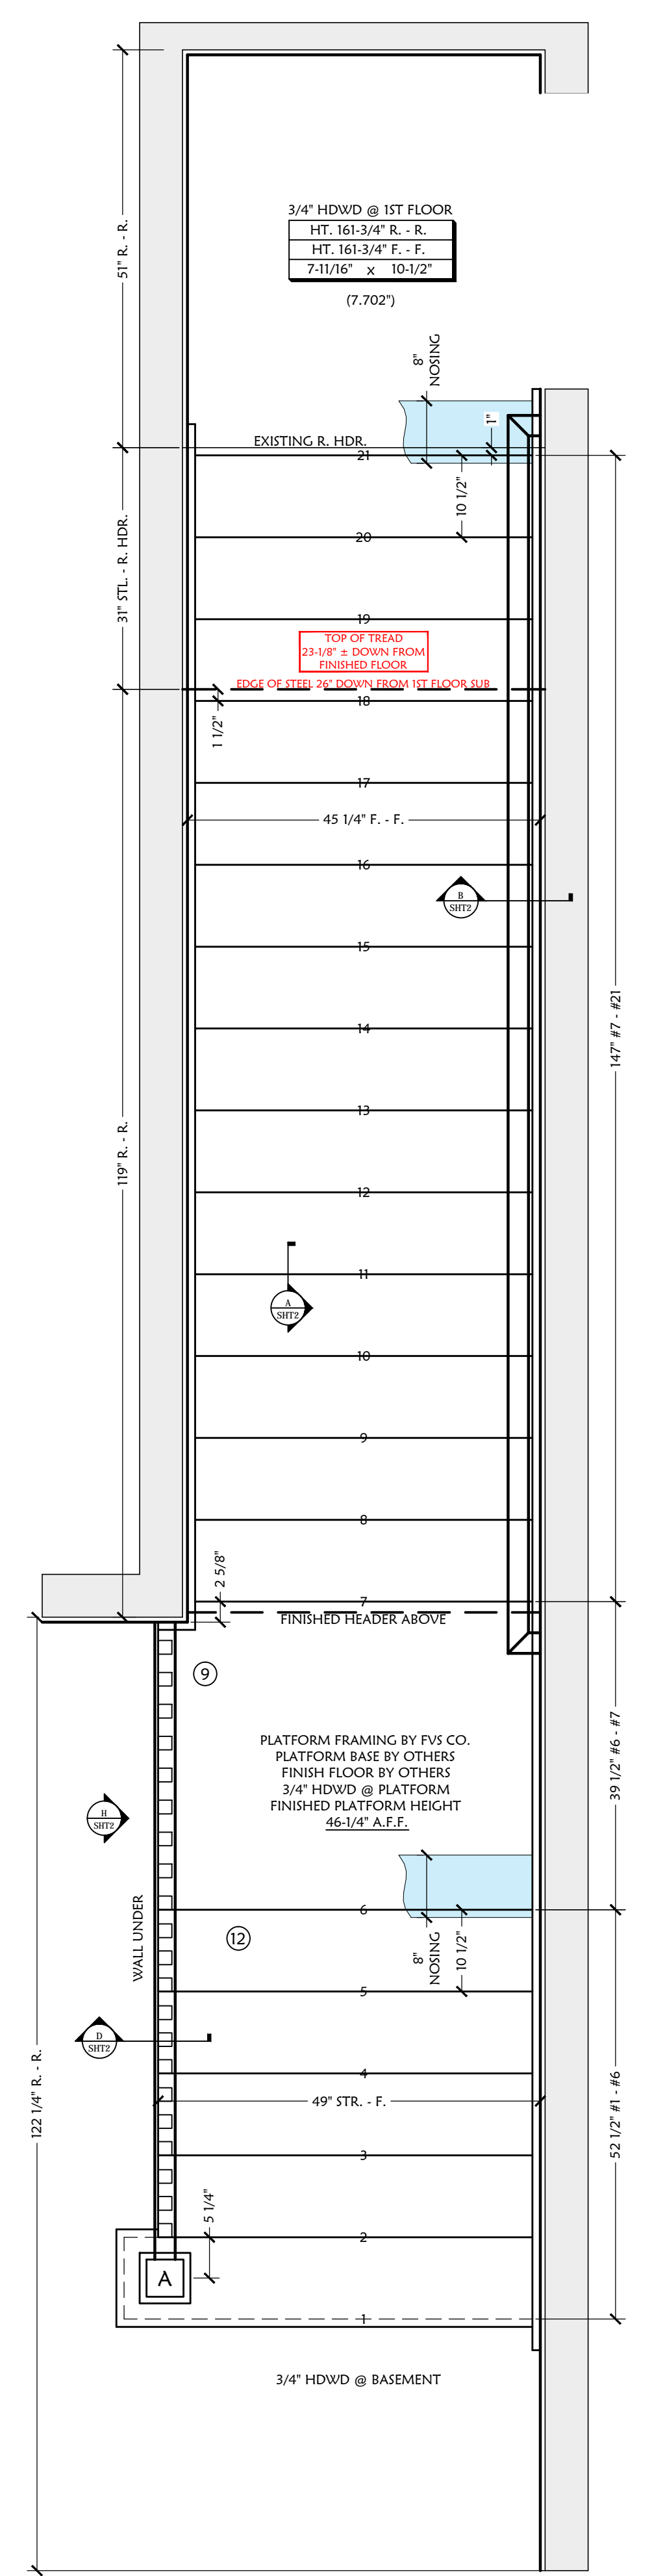 51" R. - R.
3/4" HDWD @ 1ST FLOOR
HT. 161-3/4" R. - R.
HT. 161-3/4" F. - F.
7-11/16" x 10-1/2"
(7.702")
8"
NOSING
1"
EXISTING R. HDR.
21
10 1/2"
31" STL. - R. HDR.
20
19
TOP OF TREAD
23-1/8" ± DOWN FROM
FINISHED FLOOR
EDGE OF STEEL 26" DOWN FROM 1ST FLOOR SUB
18
1 1/2"
17
45 1/4" F. - F.
16
B
SHT2
15
14
147" #7 - #21
13
119" R. - R.
12
11
A
SHT2
10
9
8
2 5/8"
7
FINISHED HEADER ABOVE
9
PLATFORM FRAMING BY FVS CO.
PLATFORM BASE BY OTHERS
FINISH FLOOR BY OTHERS
3/4" HDWD @ PLATFORM
FINISHED PLATFORM HEIGHT
46-1/4" A.F.F.
39 1/2" #6 - #7
H
SHT2
6
WALL UNDER
12
8"
NOSING
10 1/2"
5
D
SHT2
4
122 1/4" R. - R.
49" STR. - F.
52 1/2" #1 - #6
3
5 1/4"
2
A
1
3/4" HDWD @ BASEMENT